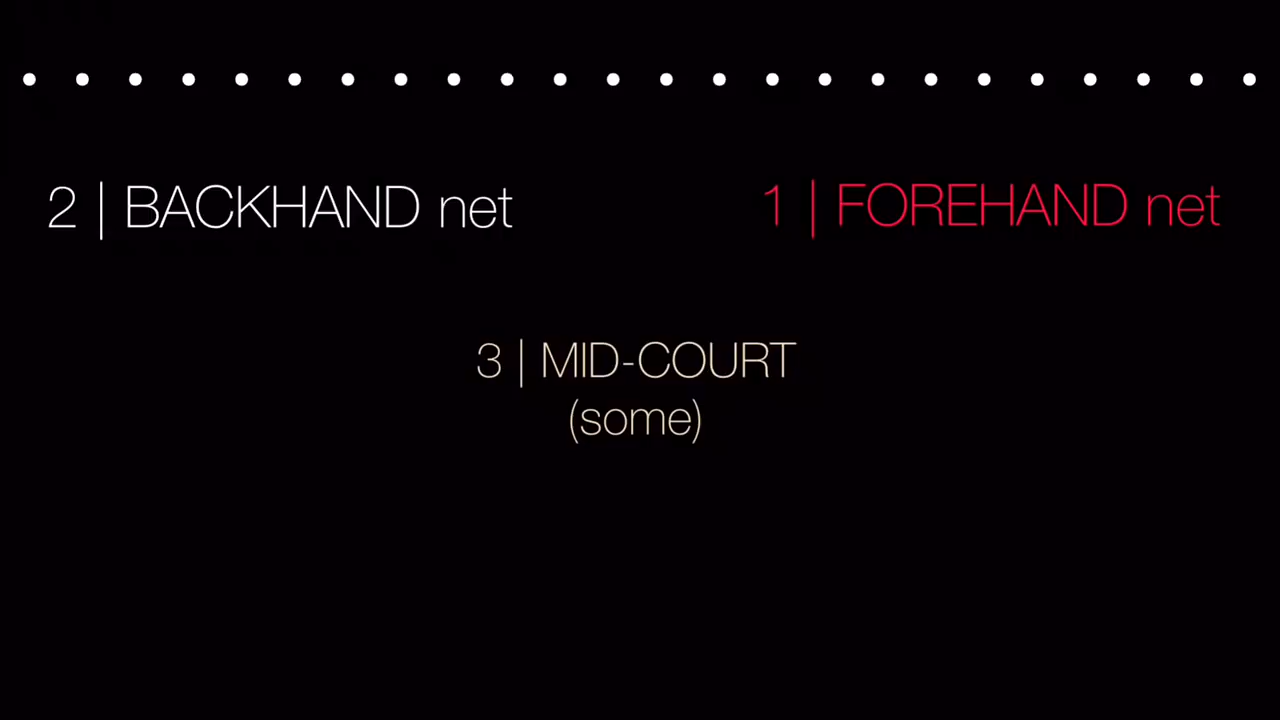 2 | BACKHAND net
1 | FOREHAND net
3 | MID-COURT
(some)